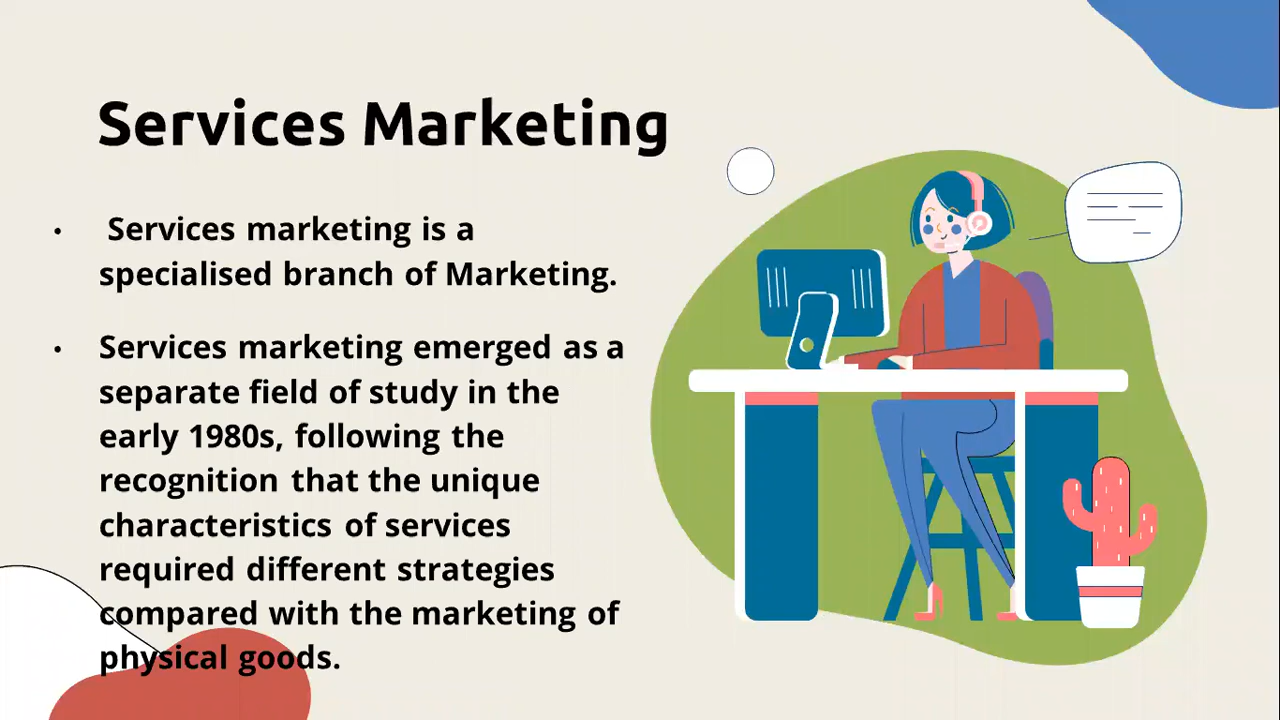 Services Marketing
• Services marketing is a
specialised branch of Marketing.
• Services marketing emerged as a
separate field of study in the
early 1980s, following the
recognition that the unique
characteristics of services
required different strategies
compared with the marketing of
physical goods.